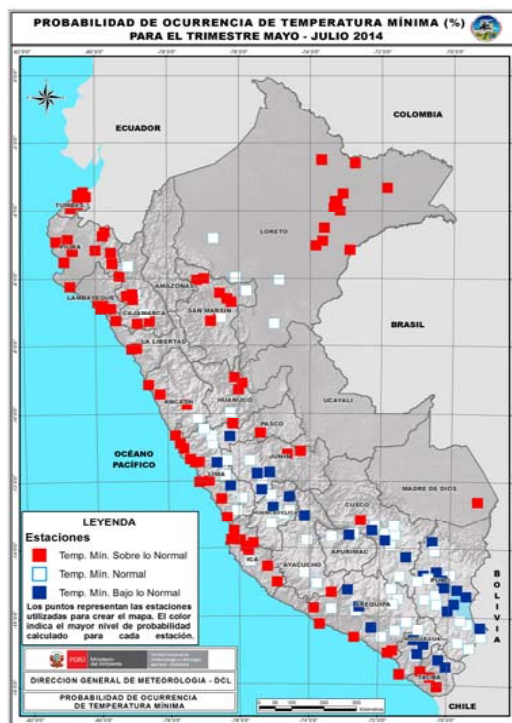 PROBABILIDAD DE OCURRENCIA DE TEMPERATURA MÍNIMA (%)
PARA EL TRIMESTRE MAYO - JULIO 2014
COLOMBIA
ECUADOR
TUMBES
PIURA
LORETO
AMAZONAS
LAMBAYEQUE
CAJAMARCA
SAN MARTÍN
BRASIL
LA LIBERTAD
ANCASH
HUANUCO
UCAYALI
PASCO
OCÉANO
PACÍFICO
JUNIN
LIMA
MADRE DE DIOS
CUSCO
HUANCAVELICA
APURIMAC
ICA
AYACUCHO
PUNO
AREQUIPA
MOQUEGUA
TACNA
BOLIVIA
CHILE
LEYENDA
Estaciones
Temp. Mín. Sobre lo Normal
Temp. Mín. Normal
Temp. Mín. Bajo lo Normal
Los puntos representan las estaciones
utilizadas para crear el mapa. El color
indica el mayor nivel de probabilidad
calculado para cada estación.
PERÚ Ministerio del Ambiente
DIRECCION GENERAL DE METEOROLOGIA - DCL
PROBABILIDAD DE OCURRENCIA
DE TEMPERATURA MÍNIMA